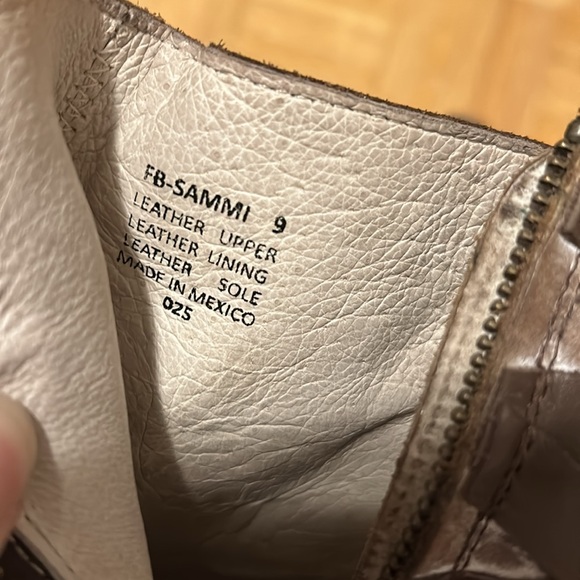 FB-SAMMI 9
LEATHER UPPER
LEATHER LINING
LEATHER SOLE
MADE IN MEXICO
025